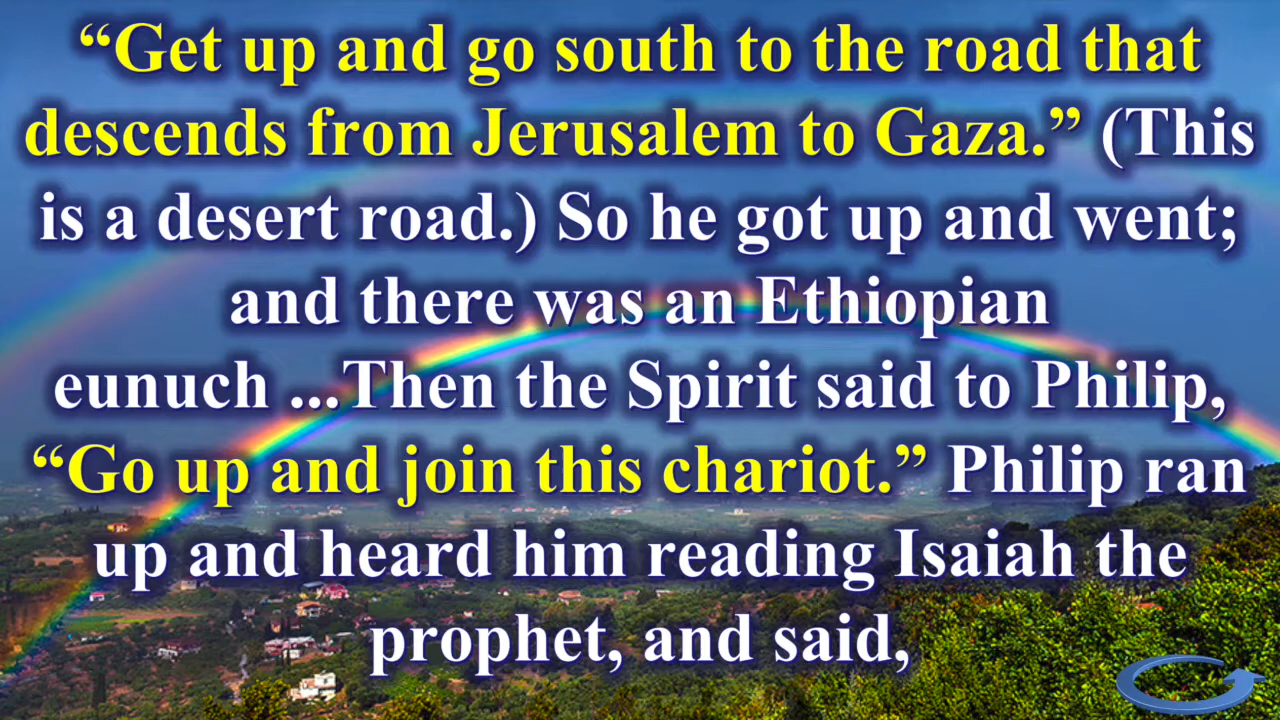 “Get up and go south to the road that
descends from Jerusalem to Gaza.” (This
is a desert road.) So he got up and went;
and there was an Ethiopian
eunuch ...Then the Spirit said to Philip,
“Go up and join this chariot.” Philip ran
up and heard him reading Isaiah the
prophet, and said,